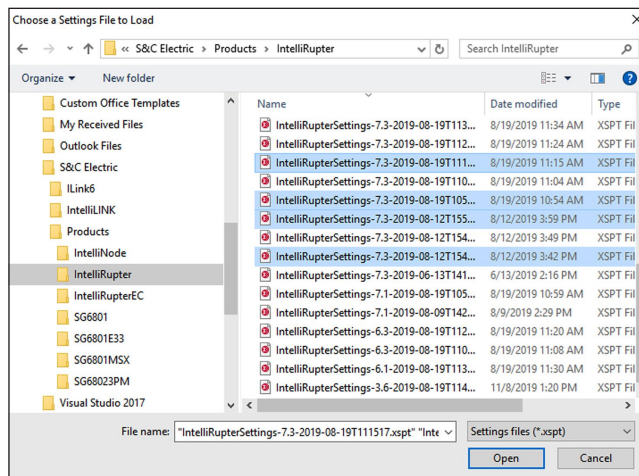 Choose a Settings File to Load
« S&C Electric > Products > IntelliRupter
Search IntelliRupter
Organize
New folder
Custom Office Templates
My Received Files
Outlook Files
S&C Electric
ILink6
IntelliLINK
Products
IntelliNode
IntelliRupter
IntelliRupterEC
SG6801
SG6801E33
SG6801MSX
SG68023PM
Visual Studio 2017
Name Date modified Type
IntelliRupterSettings-7.3-2019-08-19T113... 8/19/2019 11:34 AM XSPT Fil
IntelliRupterSettings-7.3-2019-08-19T112... 8/19/2019 11:24 AM XSPT Fil
IntelliRupterSettings-7.3-2019-08-19T111... 8/19/2019 11:15 AM XSPT Fil
IntelliRupterSettings-7.3-2019-08-19T110... 8/19/2019 11:04 AM XSPT Fil
IntelliRupterSettings-7.3-2019-08-19T105... 8/19/2019 10:54 AM XSPT Fil
IntelliRupterSettings-7.3-2019-08-12T155... 8/12/2019 3:59 PM XSPT Fil
IntelliRupterSettings-7.3-2019-08-12T154... 8/12/2019 3:49 PM XSPT Fil
IntelliRupterSettings-7.3-2019-08-12T154... 8/12/2019 3:42 PM XSPT Fil
IntelliRupterSettings-7.3-2019-06-13T141... 6/13/2019 2:16 PM XSPT Fil
IntelliRupterSettings-7.1-2019-08-19T105... 8/19/2019 10:59 AM XSPT Fil
IntelliRupterSettings-7.1-2019-08-09T142... 8/9/2019 2:29 PM XSPT Fil
IntelliRupterSettings-6.3-2019-08-19T112... 8/19/2019 11:20 AM XSPT Fil
IntelliRupterSettings-6.3-2019-08-19T110... 8/19/2019 11:08 AM XSPT Fil
IntelliRupterSettings-6.1-2019-08-19T113... 8/19/2019 11:30 AM XSPT Fil
IntelliRupterSettings-3.6-2019-08-19T114... 11/8/2019 1:20 PM XSPT Fil
File name: "IntelliRupterSettings-7.3-2019-08-19T111517.xspt" "Inte
Settings files (*.xspt)
Open
Cancel